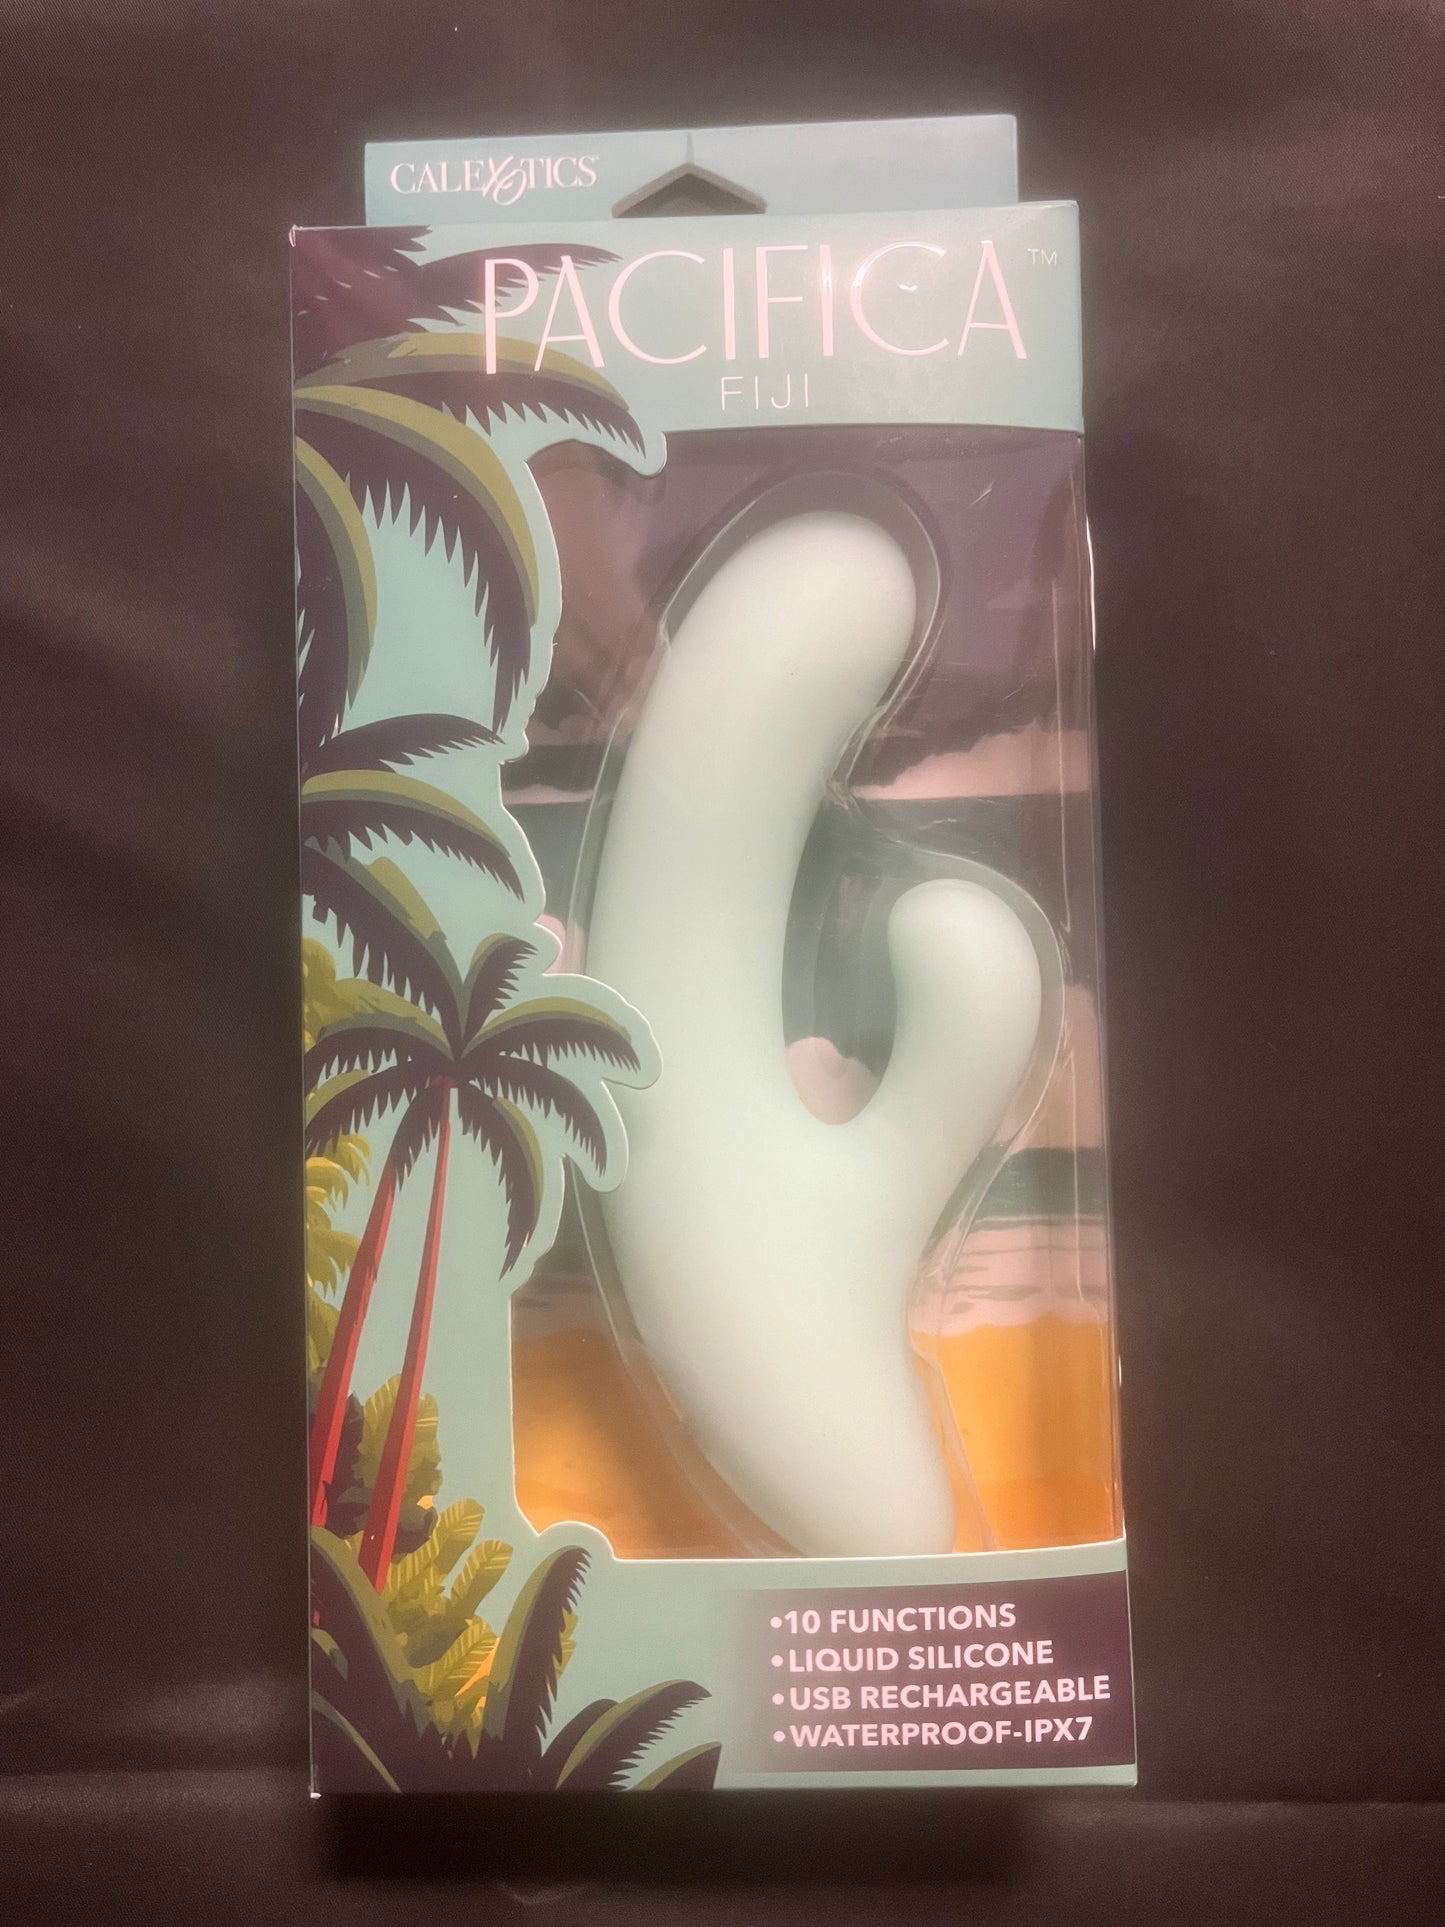 CALEXOTICS
PACIFICA™
FIJI
•10 FUNCTIONS
•LIQUID SILICONE
•USB RECHARGEABLE
•WATERPROOF-IPX7